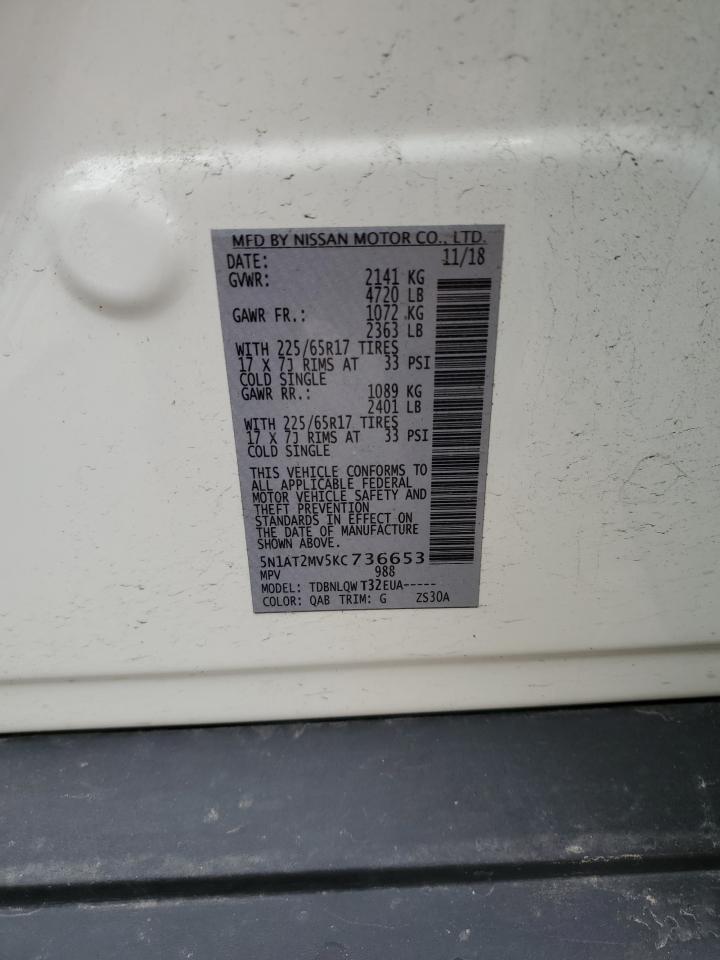 MFD BY NISSAN MOTOR CO., LTD.
DATE: 11/18
GVWR: 2141 KG
4720 LB
GAWR FR.: 1072 KG
2363 LB
WITH 225/65R17 TIRES
17 X 7J RIMS AT 33 PSI
COLD SINGLE
GAWR RR.: 1089 KG
2401 LB
WITH 225/65R17 TIRES
17 X 7J RIMS AT 33 PSI
COLD SINGLE
THIS VEHICLE CONFORMS TO
ALL APPLICABLE FEDERAL
MOTOR VEHICLE SAFETY AND
THEFT PREVENTION
STANDARDS IN EFFECT ON
THE DATE OF MANUFACTURE
SHOWN ABOVE.
5N1AT2MV5KC736653
MPV 988
MODEL: TDBNLQW T32EUA-----
COLOR: QAB TRIM: G ZS30A